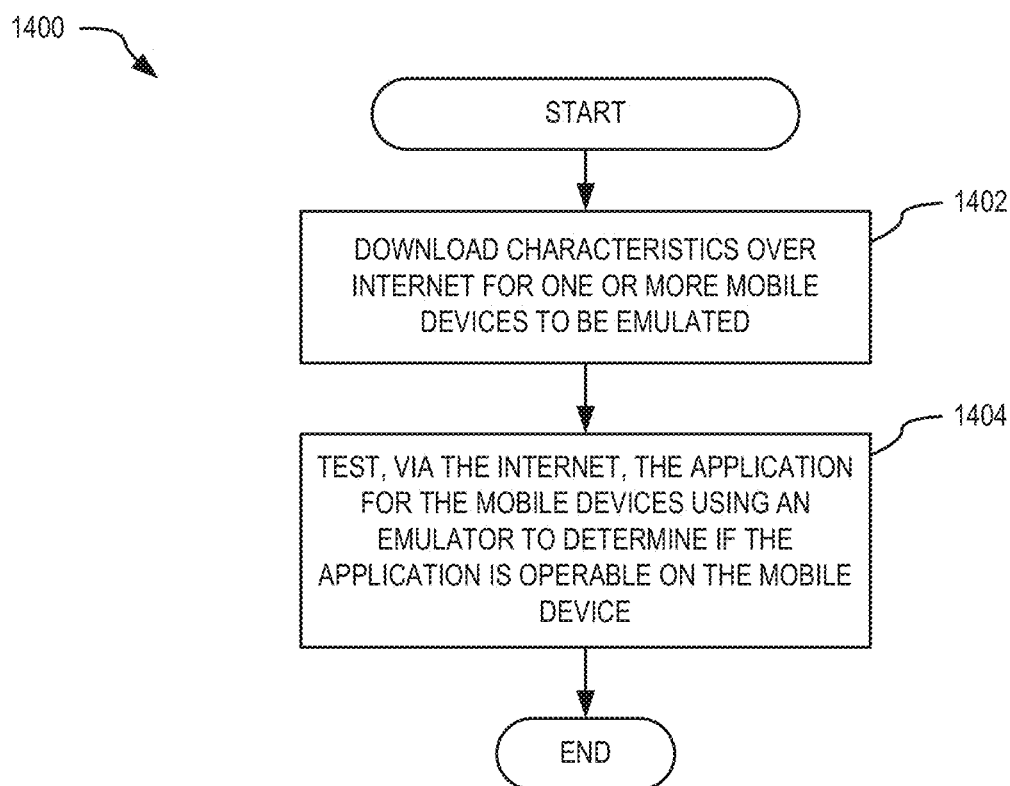 1400
START
1402
DOWNLOAD CHARACTERISTICS OVER
INTERNET FOR ONE OR MORE MOBILE
DEVICES TO BE EMULATED
1404
TEST, VIA THE INTERNET, THE APPLICATION
FOR THE MOBILE DEVICES USING AN
EMULATOR TO DETERMINE IF THE
APPLICATION IS OPERABLE ON THE MOBILE
DEVICE
END